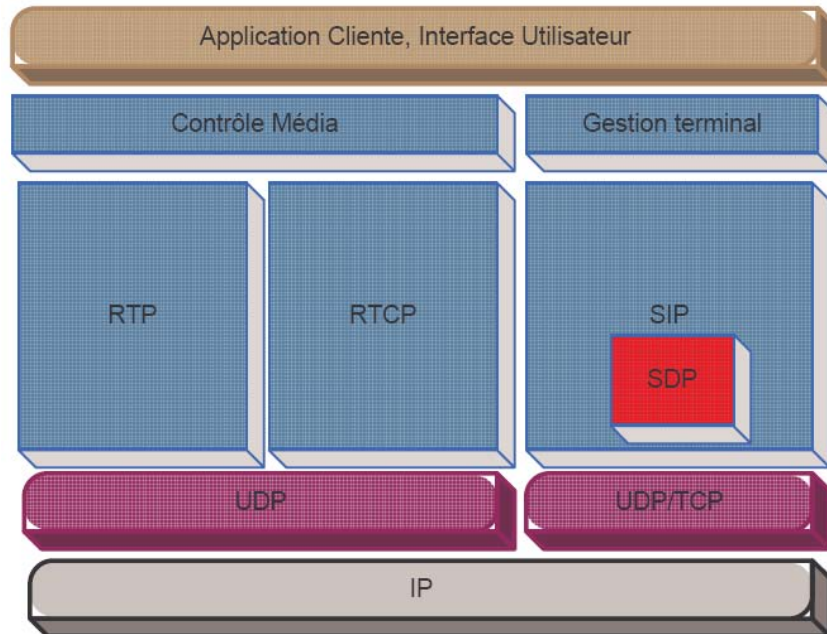 Application Cliente, Interface Utilisateur
Contrôle Média
Gestion terminal
RTP
RTCP
SIP
SDP
UDP
UDP/TCP
IP